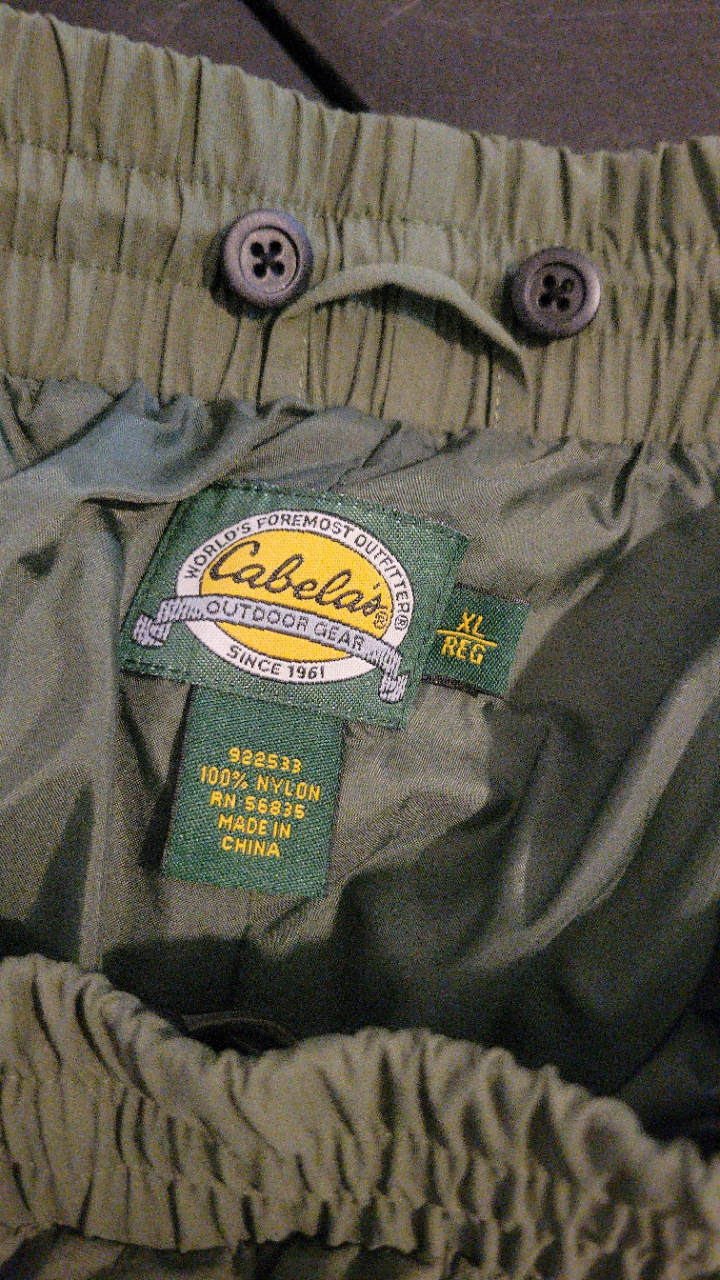 WORLD'S FOREMOST OUTFITTER®
Cabela's®
OUTDOOR GEAR
SINCE 1961
XL
REG
922533
100% NYLON
RN 56835
MADE IN
CHINA